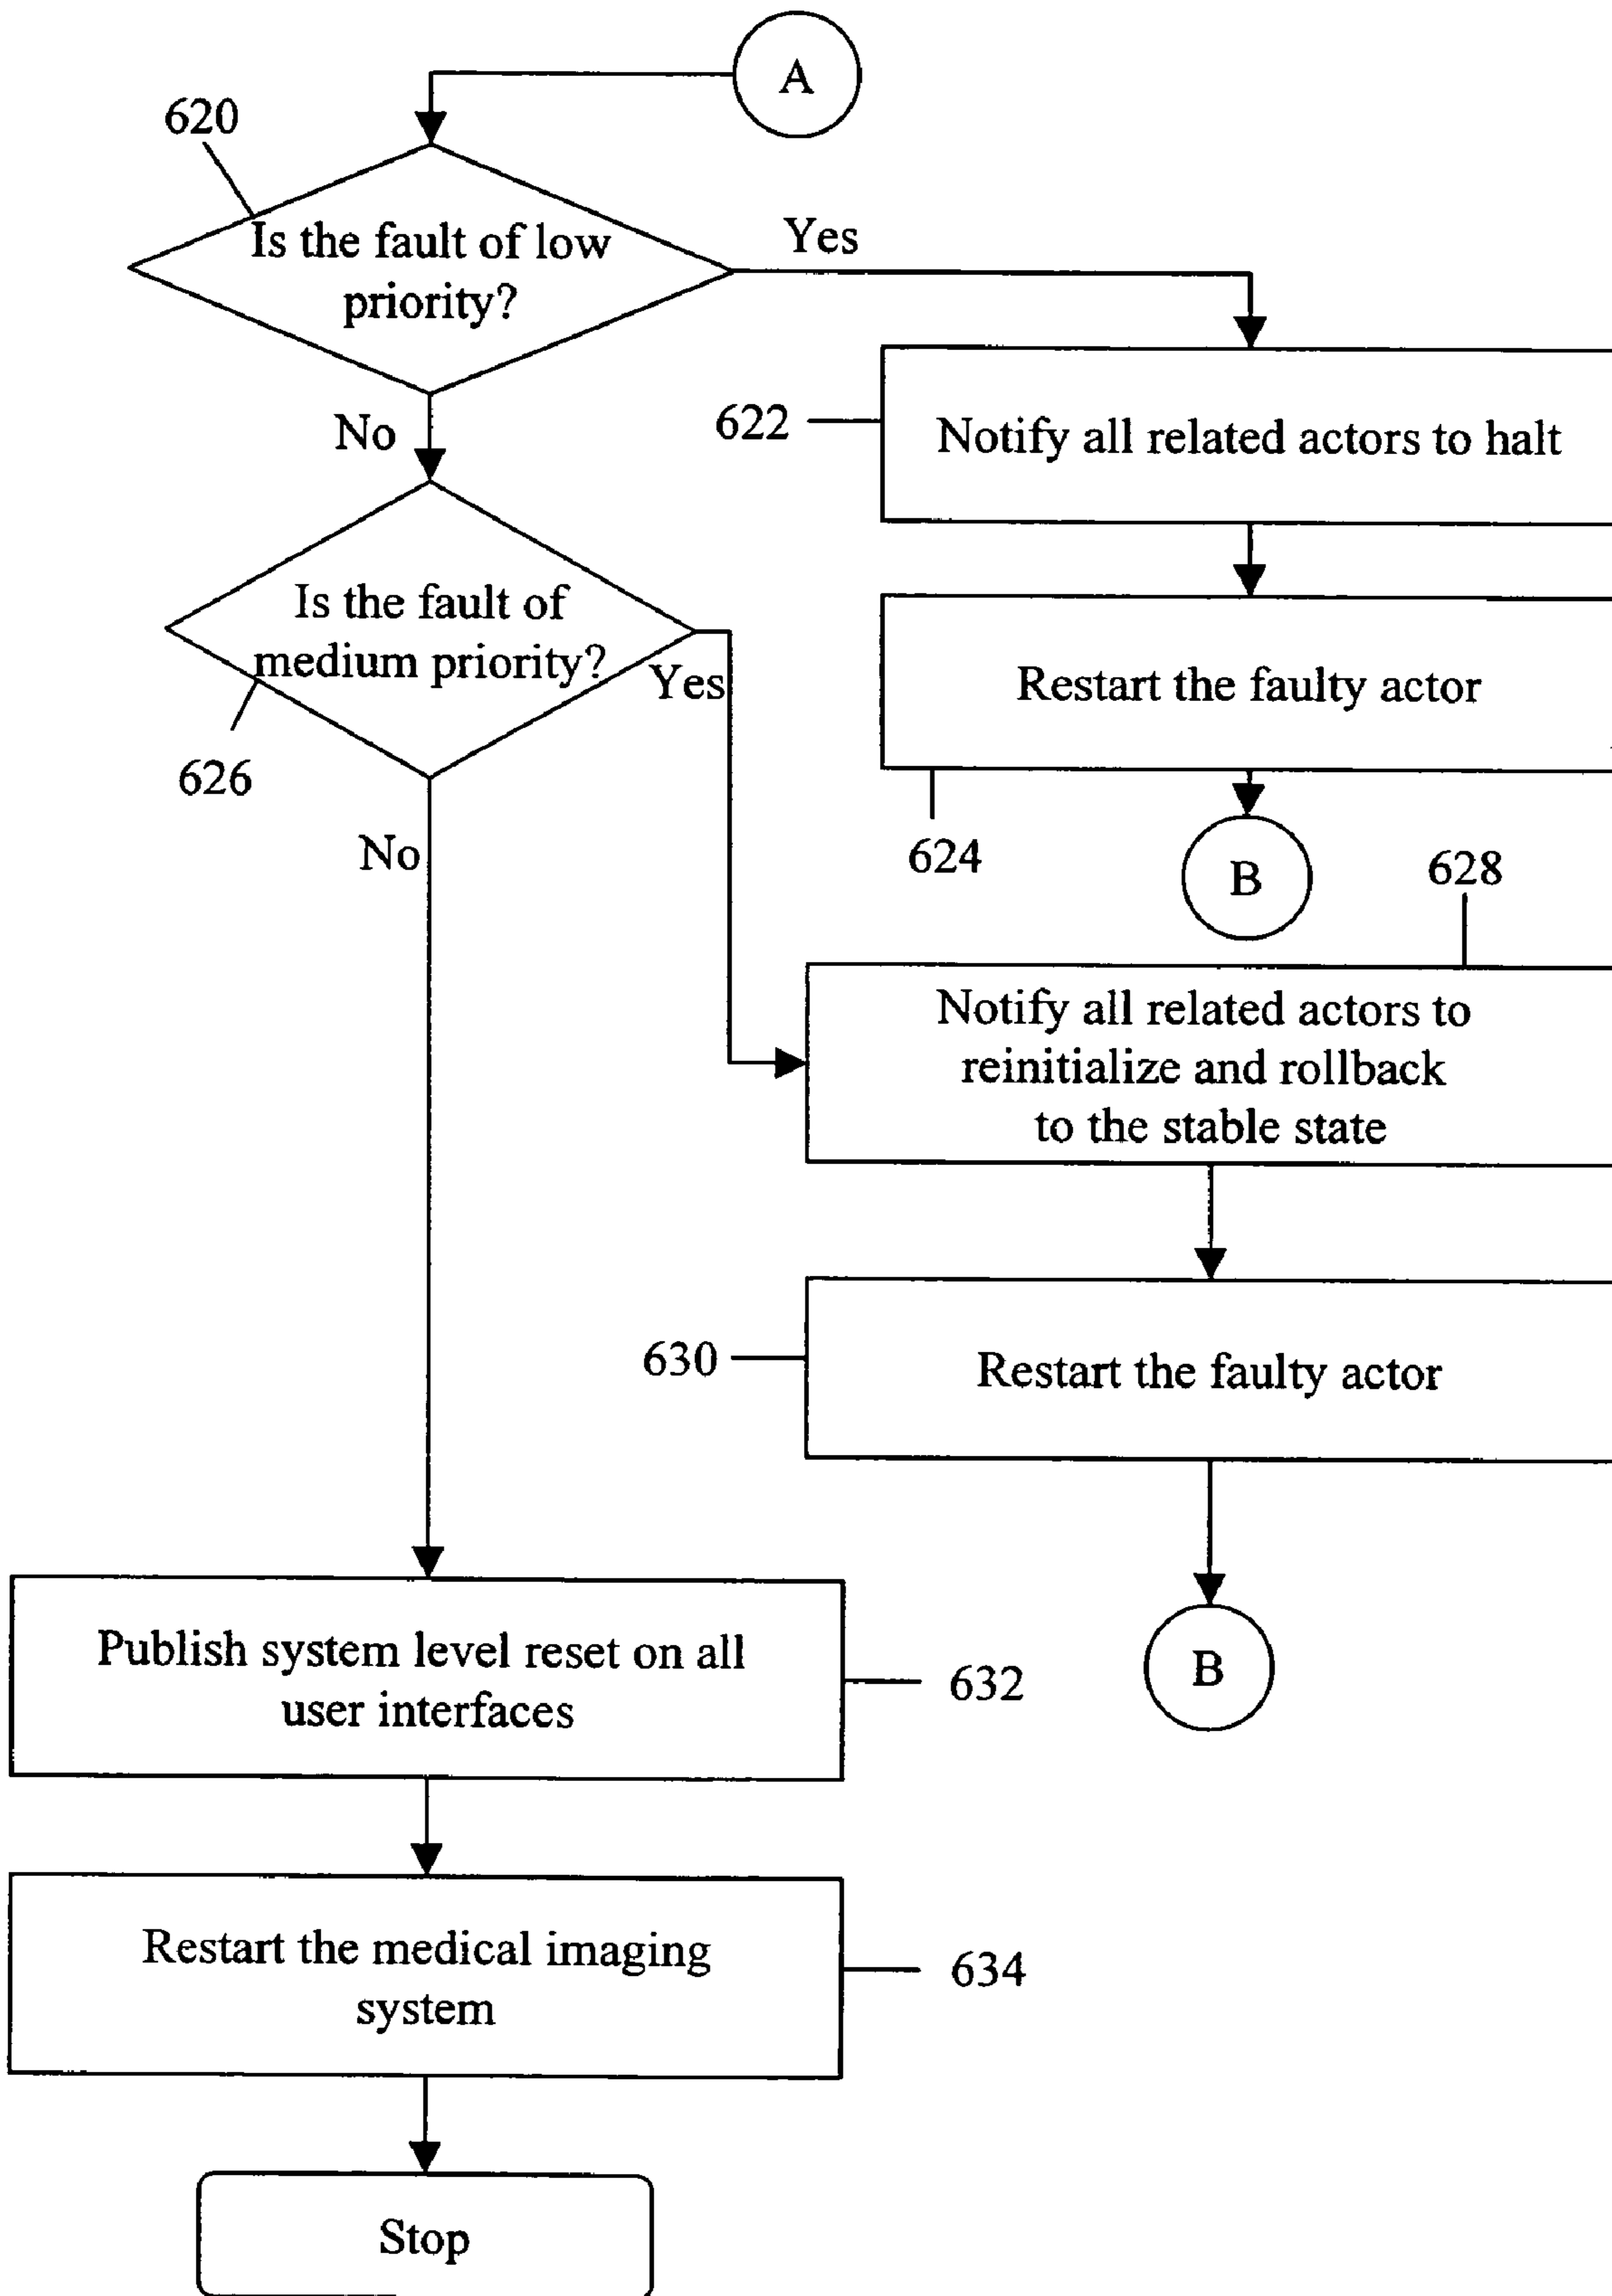 A
620
Is the fault of low
priority?
Yes
No
622
Notify all related actors to halt
Is the fault of
medium priority?
Yes
626
No
Restart the faulty actor
624
B
628
Notify all related actors to
reinitialize and rollback
to the stable state
630
Restart the faulty actor
B
Publish system level reset on all
user interfaces
632
Restart the medical imaging
system
634
Stop